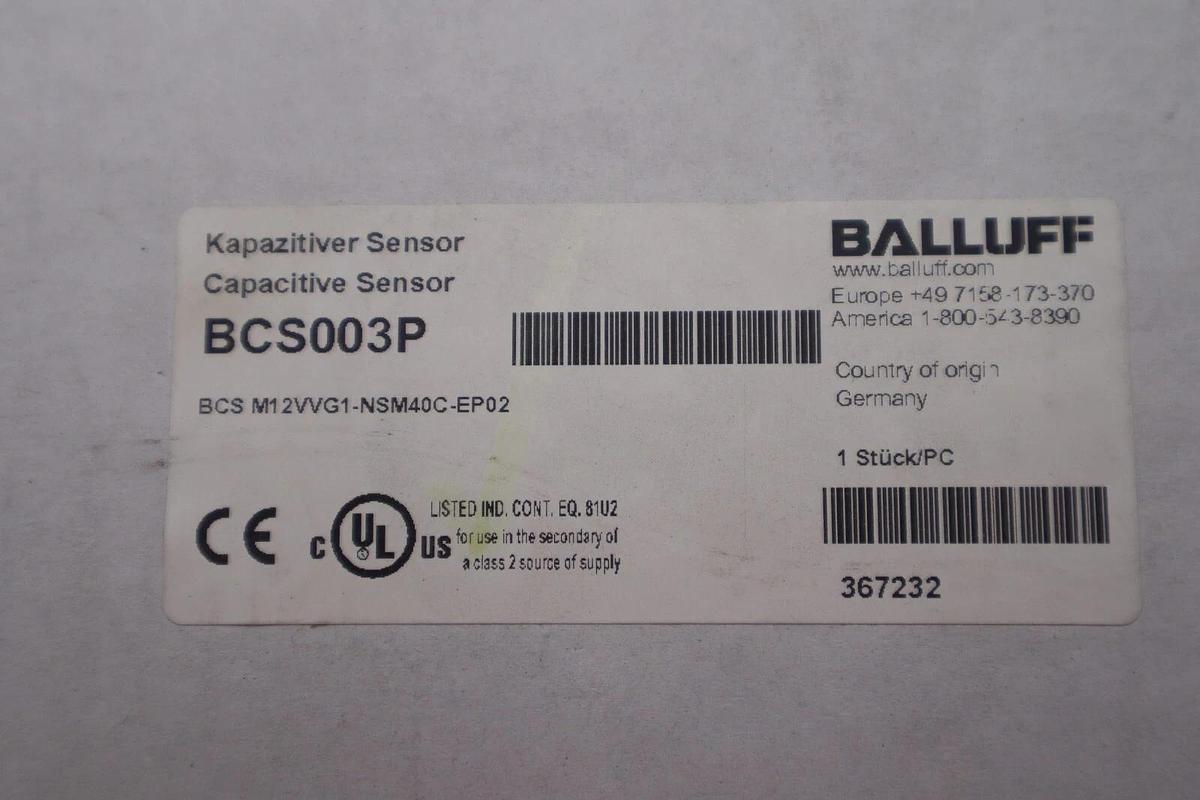 Kapazitiver Sensor
Capacitive Sensor
BCS003P
BCS M12VVG1-NSM40C-EP02
CE
c UL US
LISTED IND. CONT. EQ. 81U2
for use in the secondary of
a class 2 source of supply
BALLUFF
www.balluff.com
Europe +49 7158-173-370
America 1-800-543-8390
Country of origin
Germany
1 Stück/PC
367232